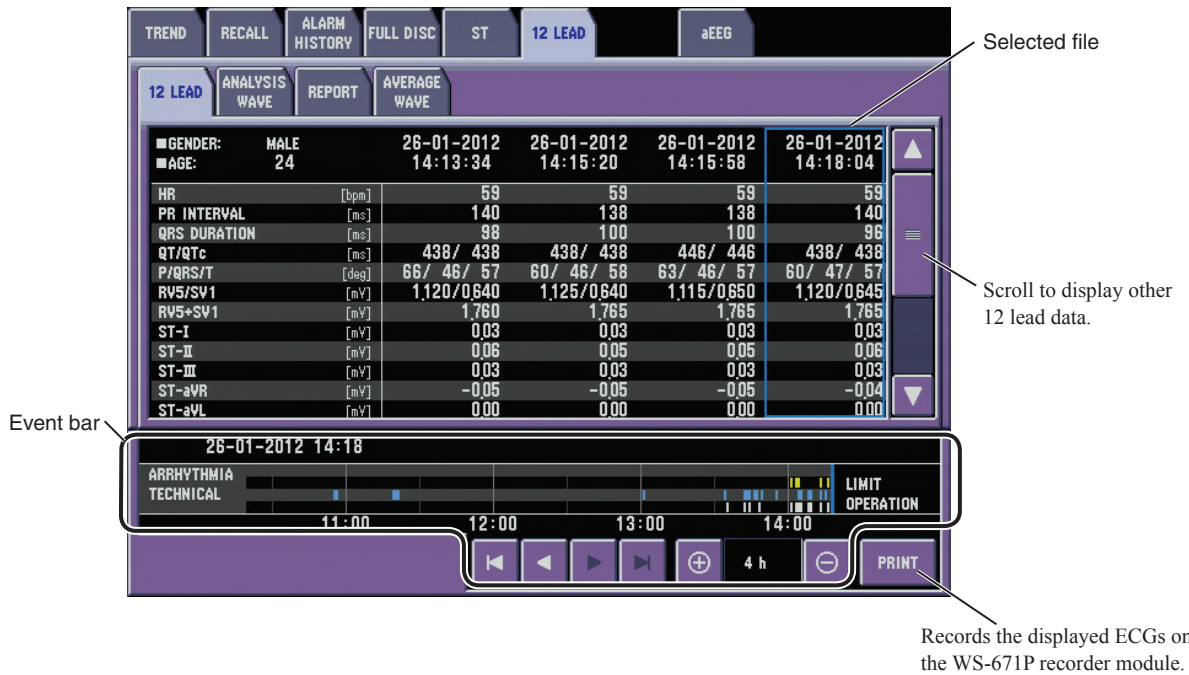 TREND RECALL ALARM HISTORY FULL DISC ST 12 LEAD aEEG
Selected file
12 LEAD ANALYSIS WAVE REPORT AVERAGE WAVE
■GENDER: MALE 26-01-2012 26-01-2012 26-01-2012 26-01-2012
■AGE: 24 14:13:34 14:15:20 14:15:58 14:18:04
HR [bpm] 59 59 59 59
PR INTERVAL [ms] 140 138 138 140
QRS DURATION [ms] 98 100 100 96
QT/QTc [ms] 438/ 438 438/ 438 446/ 446 438/ 438
P/QRS/T [deg] 66/ 46/ 57 60/ 46/ 58 63/ 46/ 57 60/ 47/ 57
RV5/SV1 [mV] 1.120/0.640 1.125/0.640 1.115/0.650 1.120/0.645
RV5+SV1 [mV] 1.760 1.765 1.765 1.765
ST-I [mV] 0.03 0.03 0.03 0.03
ST-II [mV] 0.06 0.05 0.05 0.06
ST-III [mV] 0.03 0.03 0.03 0.03
ST-aVR [mV] -0.05 -0.05 -0.05 -0.04
ST-aVL [mV] 0.00 0.00 0.00 0.00
Scroll to display other
12 lead data.
Event bar
26-01-2012 14:18
ARRHYTHMIA LIMIT
TECHNICAL OPERATION
11:00 12:00 13:00 14:00
4 h PRINT
Records the displayed ECGs on
the WS-671P recorder module.